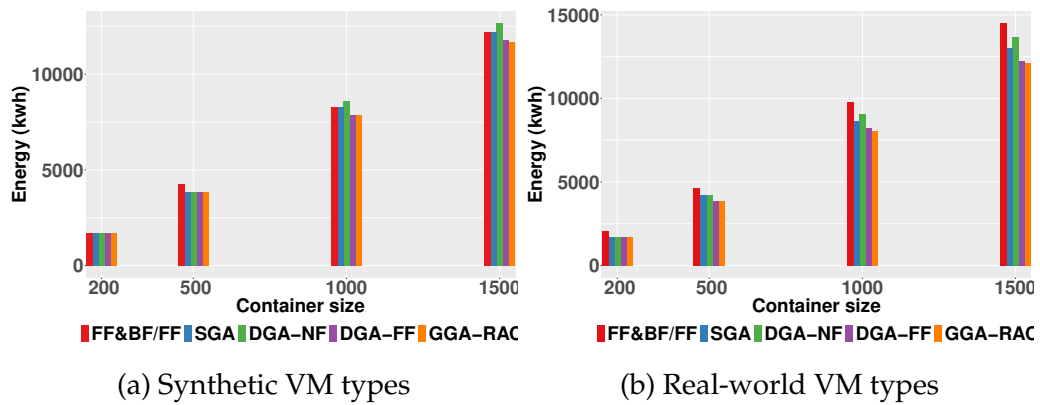 Energy (kwh)
10000
5000
0
200 500 1000 1500
Container size
FF&BF/FF SGA DGA−NF DGA−FF GGA−RAC
(a) Synthetic VM types
Energy (kwh)
15000
10000
5000
0
200 500 1000 1500
Container size
FF&BF/FF SGA DGA−NF DGA−FF GGA−RAC
(b) Real-world VM types